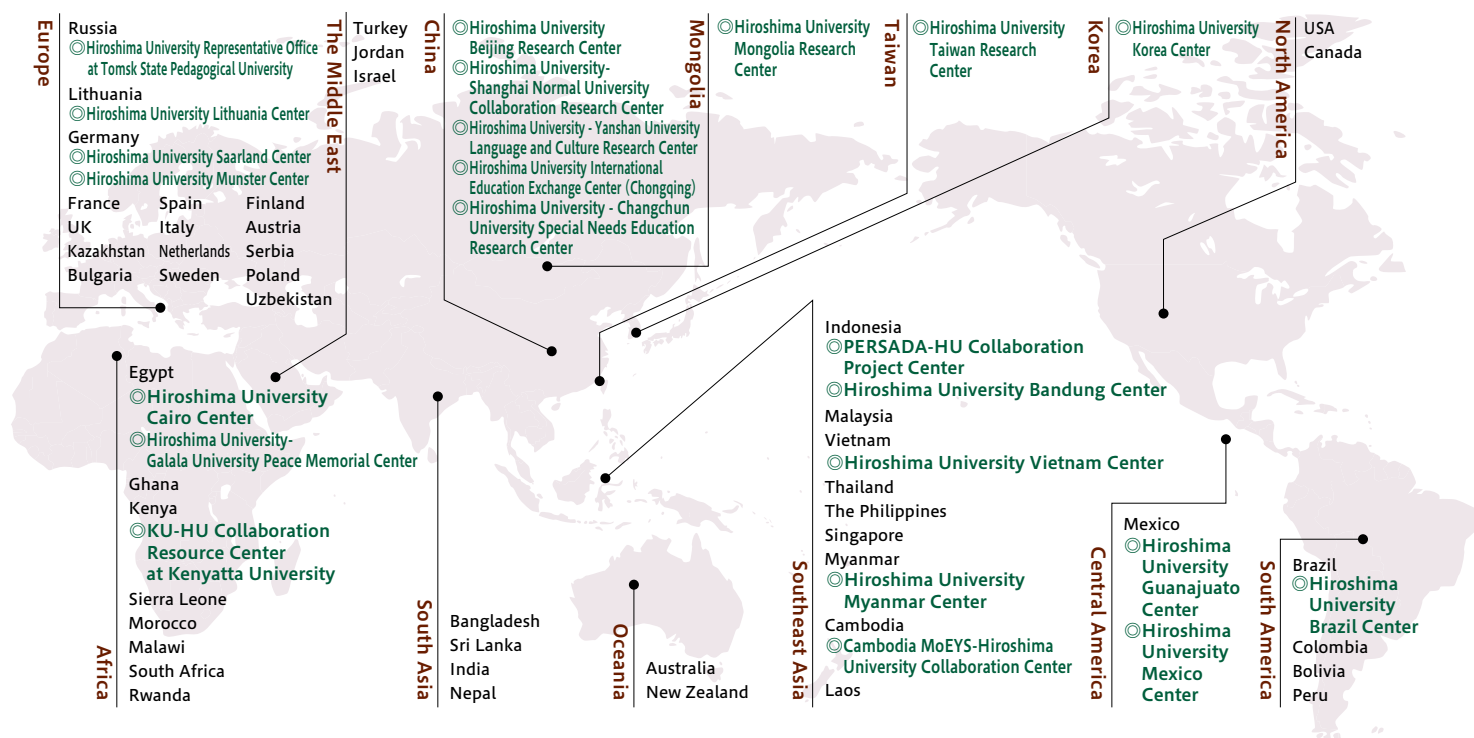 Europe
Russia
◎Hiroshima University Representative Office
at Tomsk State Pedagogical University
Lithuania
◎Hiroshima University Lithuania Center
Germany
◎Hiroshima University Saarland Center
◎Hiroshima University Munster Center
France Spain Finland
UK Italy Austria
Kazakhstan Netherlands Serbia
Bulgaria Sweden Poland
Uzbekistan
The Middle East
Turkey
Jordan
Israel
China
◎Hiroshima University
Beijing Research Center
◎Hiroshima University-
Shanghai Normal University
Collaboration Research Center
◎Hiroshima University - Yanshan University
Language and Culture Research Center
◎Hiroshima University International
Education Exchange Center (Chongqing)
◎Hiroshima University - Changchun
University Special Needs Education
Research Center
Mongolia
◎Hiroshima University
Mongolia Research
Center
Taiwan
◎Hiroshima University
Taiwan Research
Center
Korea
◎Hiroshima University
Korea Center
North America
USA
Canada
Africa
Egypt
◎Hiroshima University
Cairo Center
◎Hiroshima University-
Galala University Peace Memorial Center
Ghana
Kenya
◎KU-HU Collaboration
Resource Center
at Kenyatta University
Sierra Leone
Morocco
Malawi
South Africa
Rwanda
South Asia
Bangladesh
Sri Lanka
India
Nepal
Oceania
Australia
New Zealand
Southeast Asia
Indonesia
◎PERSADA-HU Collaboration
Project Center
◎Hiroshima University Bandung Center
Malaysia
Vietnam
◎Hiroshima University Vietnam Center
Thailand
The Philippines
Singapore
Myanmar
◎Hiroshima University
Myanmar Center
Cambodia
◎Cambodia MoEYS-Hiroshima
University Collaboration Center
Laos
Central America
Mexico
◎Hiroshima
University
Guanajuato
Center
◎Hiroshima
University
Mexico
Center
South America
Brazil
◎Hiroshima
University
Brazil Center
Colombia
Bolivia
Peru